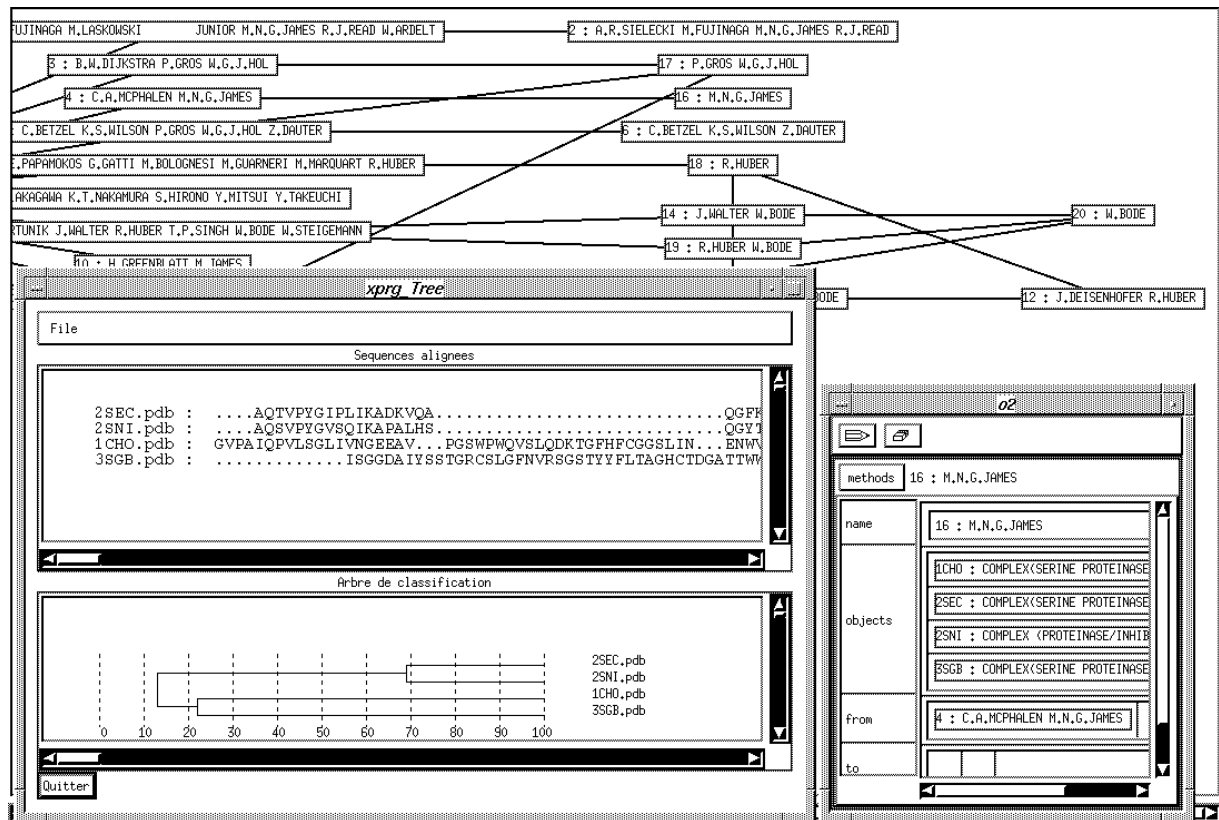 FUJINAGA M.LASKOWSKI JUNIOR M.N.G.JAMES R.J.READ W.ARDELT
2 : A.R.SIELECKI M.FUJINAGA M.N.G.JAMES R.J.READ
3 : B.W.DIJKSTRA P.GROS W.G.J.HOL
17 : P.GROS W.G.J.HOL
4 : C.A.MCPHALEN M.N.G.JAMES
16 : M.N.G.JAMES
: C.BETZEL K.S.WILSON P.GROS W.G.J.HOL Z.DAUTER
6 : C.BETZEL K.S.WILSON Z.DAUTER
E.PAPAMOKOS G.GATTI M.BOLOGNESI M.GUARNERI M.MARQUART R.HUBER
18 : R.HUBER
AKAGAWA K.T.NAKAMURA S.HIRONO Y.MITSUI Y.TAKEUCHI
14 : J.WALTER W.BODE
20 : W.BODE
RTUNIK J.WALTER R.HUBER T.P.SINGH W.BODE W.STEIGEMANN
19 : R.HUBER W.BODE
10 : H.GREENBLATT M.JAMES
BODE
12 : J.DEISENHOFER R.HUBER
xprg_Tree
File
Sequences alignees
2SEC.pdb : ....AQTVPYGIPLIKADKVQA.............................QGFK
2SNI.pdb : ....AQSVPYGVSQIKAPALHS.............................QGYT
1CHO.pdb : GVPAIQPVLSGLIVNGEEAV...PGSWPWQVSLQDKTGFHFCGGSLIN...ENWV
3SGB.pdb : .............ISGGDAIYSSTGRCSLGFNVRSGSTYYFLTAGHCTDGATTWW
Arbre de classification
2SEC.pdb
2SNI.pdb
1CHO.pdb
3SGB.pdb
0 10 20 30 40 50 60 70 80 90 100
Quitter
o2
methods 16 : M.N.G.JAMES
name 16 : M.N.G.JAMES
objects
1CHO : COMPLEX(SERINE PROTEINASE
2SEC : COMPLEX(SERINE PROTEINASE
2SNI : COMPLEX (PROTEINASE/INHIB
3SGB : COMPLEX(SERINE PROTEINASE
from 4 : C.A.MCPHALEN M.N.G.JAMES
to